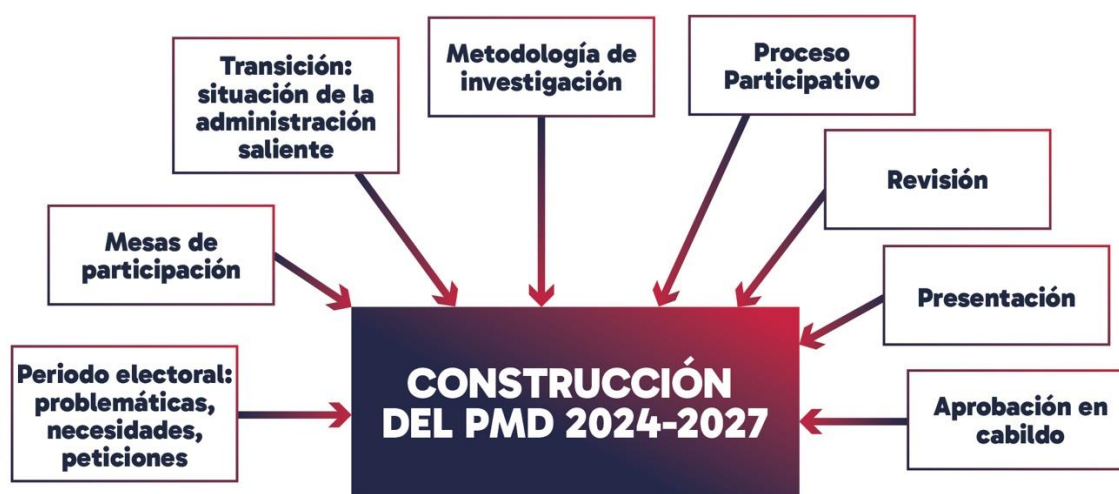 Periodo electoral:
problemáticas,
necesidades,
peticiones
Mesas de
participación
Transición:
situación de la
administración
saliente
Metodología de
investigación
Proceso
Participativo
Revisión
Presentación
Aprobación en
cabildo
CONSTRUCCIÓN
DEL PMD 2024-2027